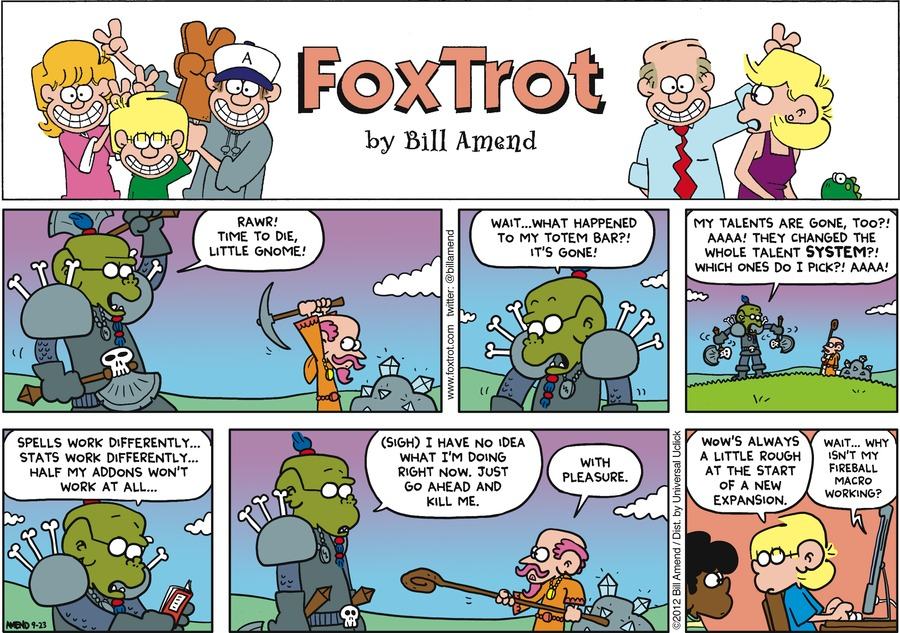 A
FOXTROT
by Bill Amend
RAWR!
TIME TO DIE,
LITTLE GNOME!
www.foxtrot.com twitter: @billamend
WAIT...WHAT HAPPENED
TO MY TOTEM BAR?!
IT'S GONE!
MY TALENTS ARE GONE, TOO?!
AAAA! THEY CHANGED THE
WHOLE TALENT SYSTEM?!
WHICH ONES DO I PICK?! AAAA!
SPELLS WORK DIFFERENTLY...
STATS WORK DIFFERENTLY...
HALF MY ADDONS WON'T
WORK AT ALL...
AMEND 9-23
(SIGH) I HAVE NO IDEA
WHAT I'M DOING
RIGHT NOW. JUST
GO AHEAD AND
KILL ME.
WITH
PLEASURE.
©2012 Bill Amend / Dist. by Universal Uclick
WOW'S ALWAYS
A LITTLE ROUGH
AT THE START
OF A NEW
EXPANSION.
WAIT... WHY
ISN'T MY
FIREBALL
MACRO
WORKING?